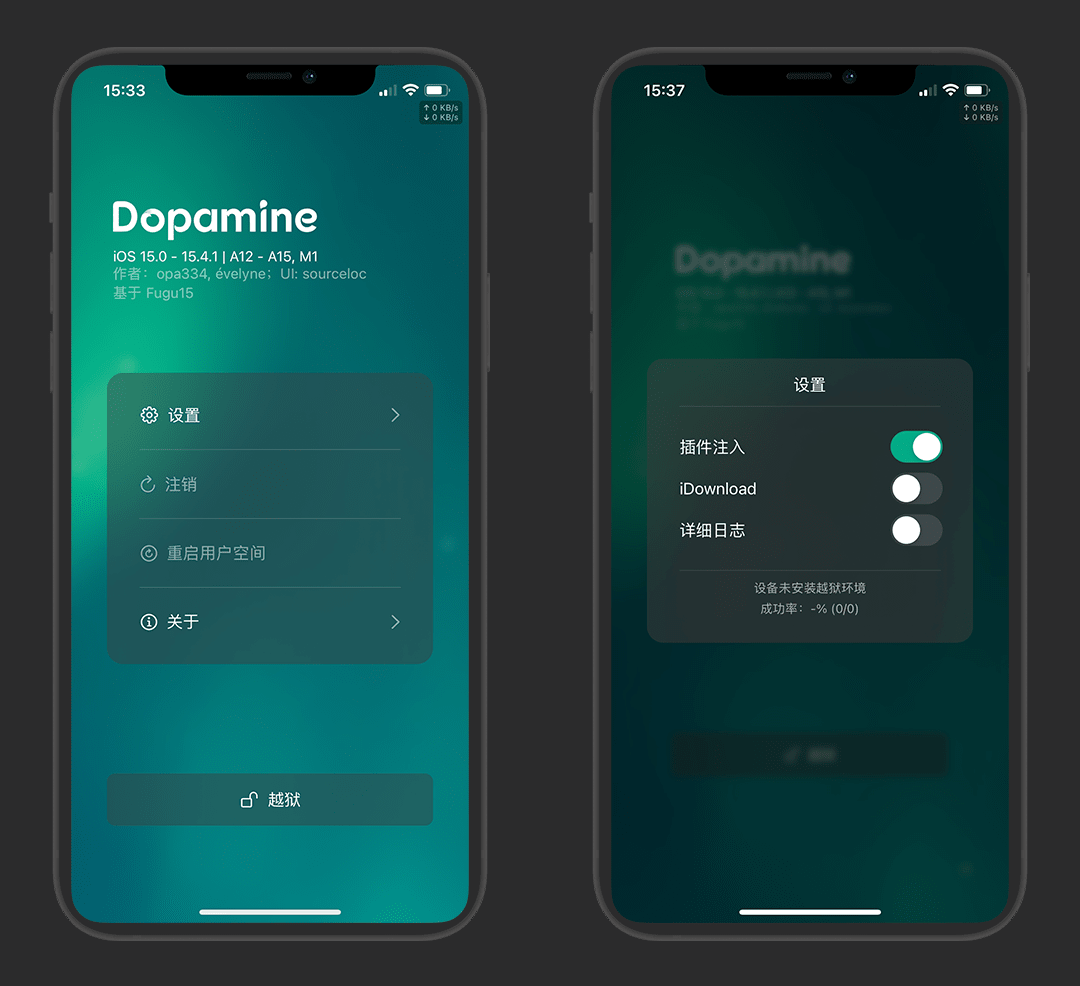 15:33
↑ 0 KB/s
↓ 0 KB/s
Dopamine
iOS 15.0 - 15.4.1 | A12 - A15, M1
作者：opa334, évelyne；UI: sourceloc
基于 Fugu15
设置
注销
重启用户空间
关于
越狱
15:37
↑ 0 KB/s
↓ 0 KB/s
Dopamine
设置
插件注入
iDownload
详细日志
设备未安装越狱环境
成功率：-% (0/0)